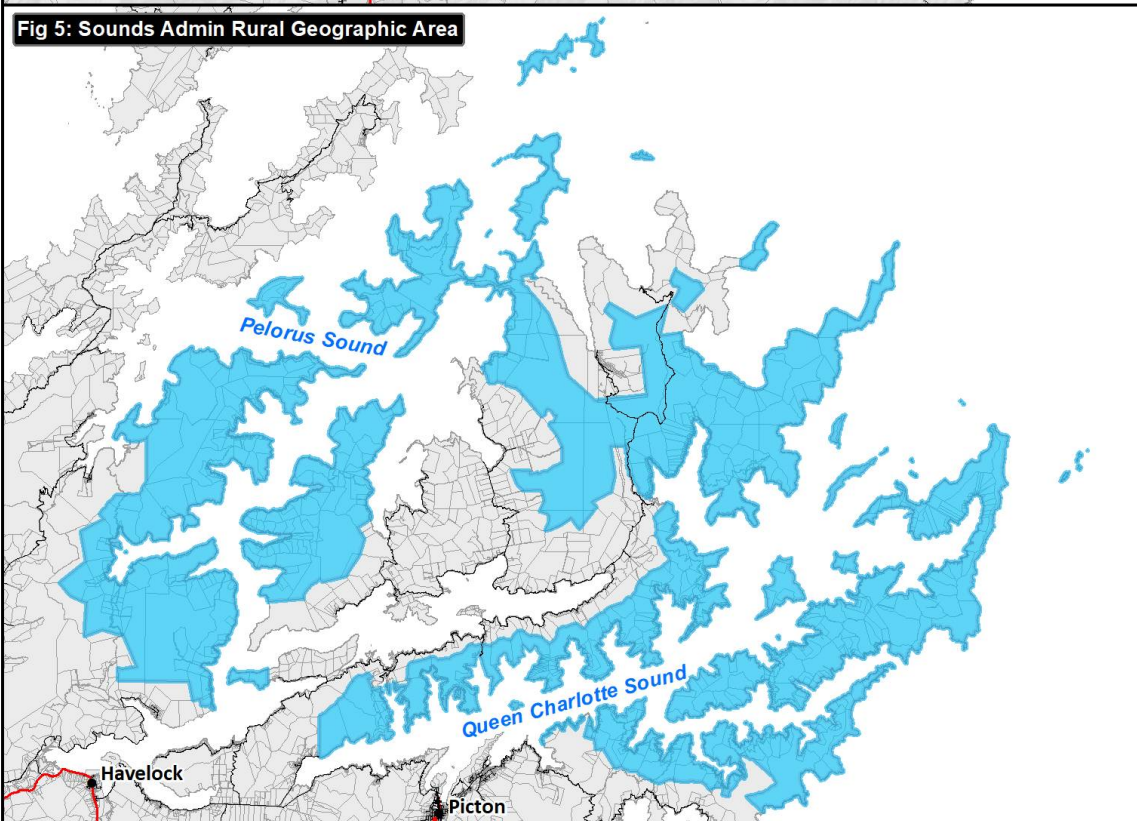 Fig 5: Sounds Admin Rural Geographic Area
Pelorus Sound
Queen Charlotte Sound
Havelock
Picton